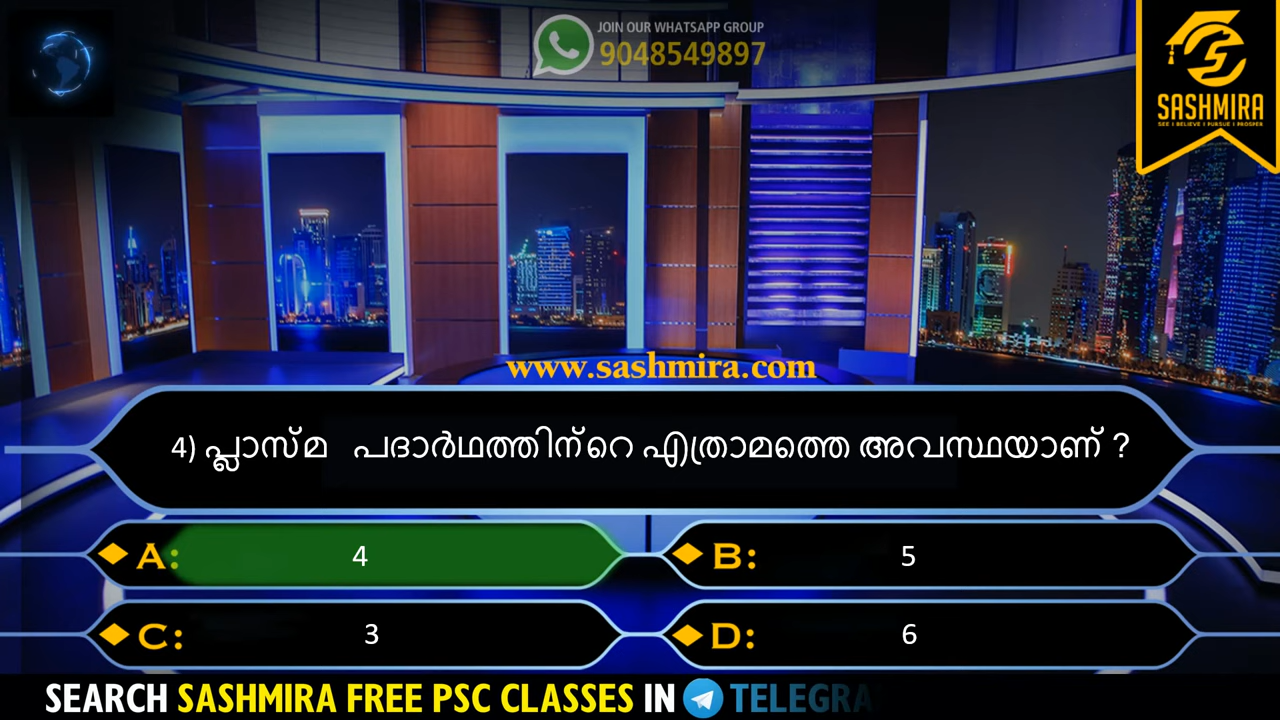 JOIN OUR WHATSAPP GROUP
9048549897
SASHMIRA
SEE I BELIEVE I PURSUE I PROSPER
www.sashmira.com
4) പ്ലാസ്മ പദാർഥത്തിന്റെ എത്രാമത്തെ അവസ്ഥയാണ് ?
A: 4
B: 5
C: 3
D: 6
SEARCH SASHMIRA FREE PSC CLASSES IN TELEGRA